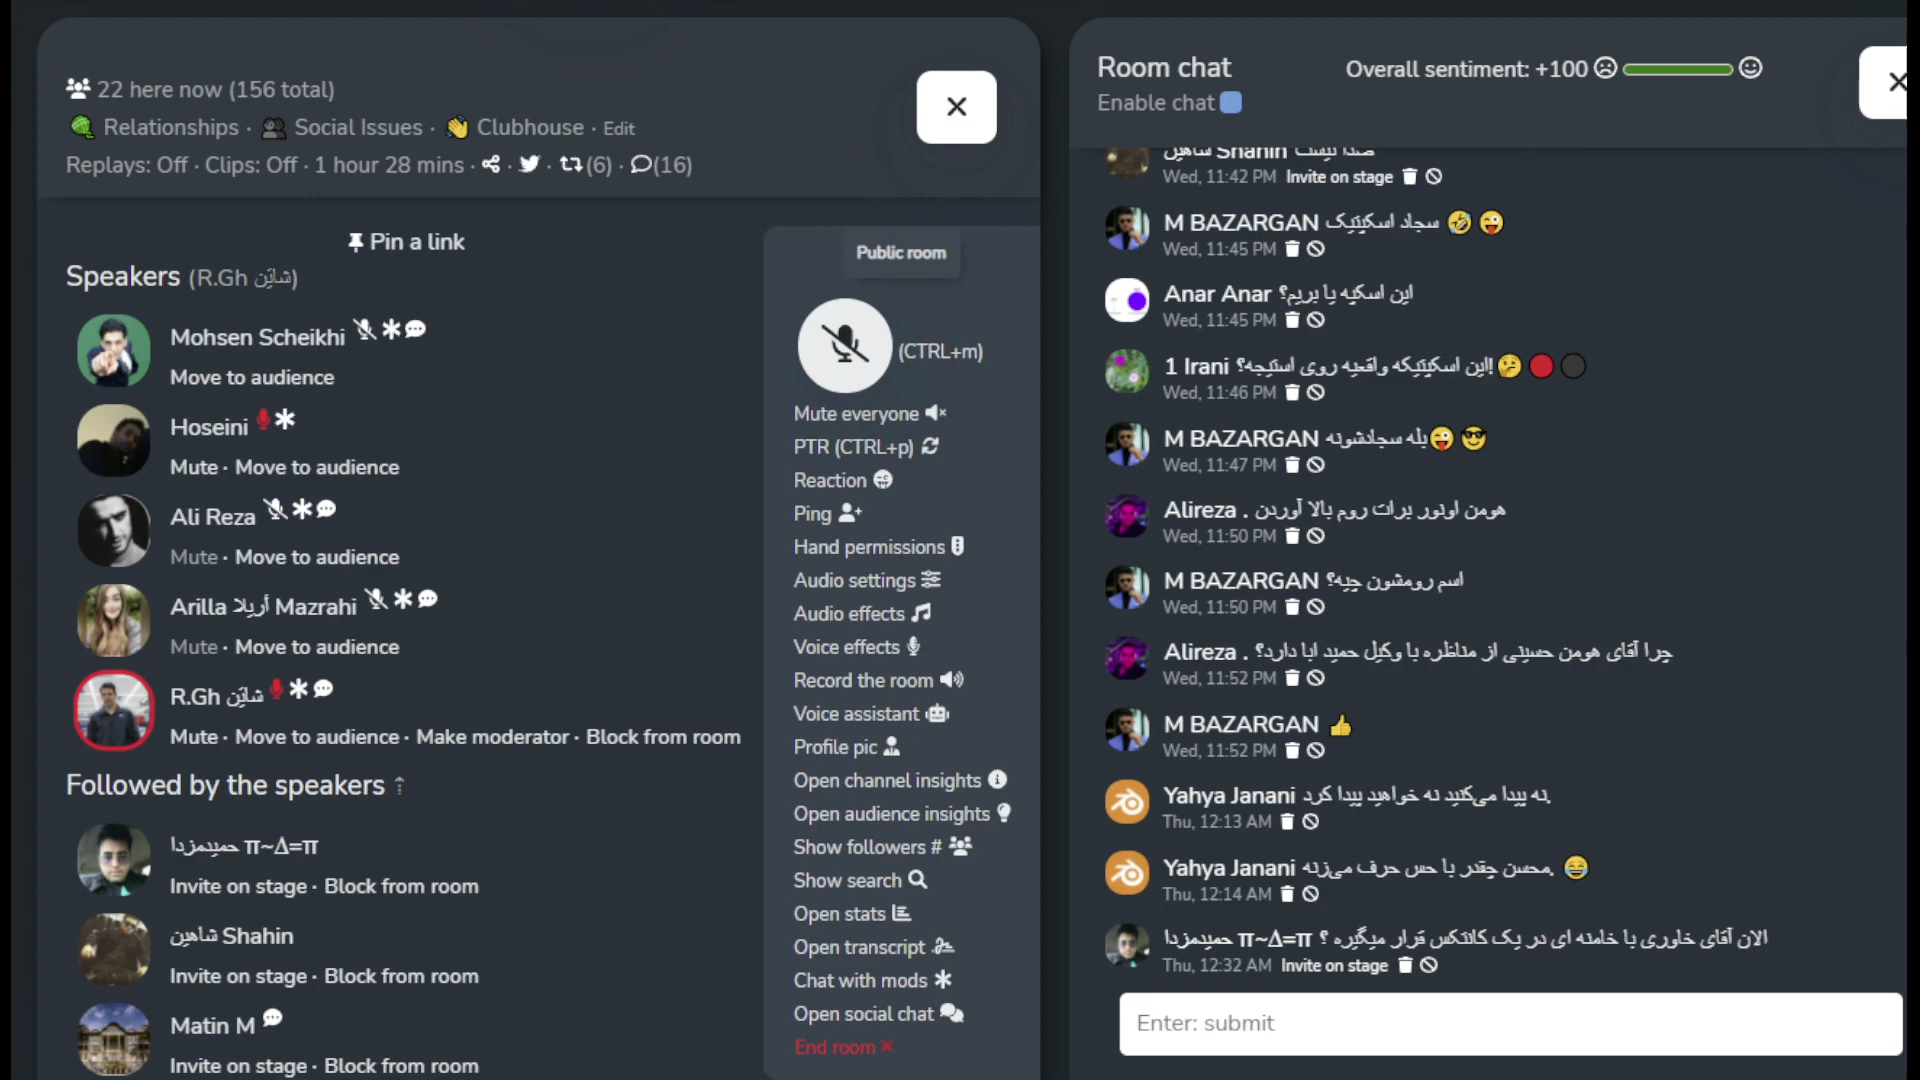 22 here now (156 total)
Relationships · Social Issues · Clubhouse · Edit
Replays: Off · Clips: Off · 1 hour 28 mins · · · (6) · (16)
Pin a link
Speakers (R.Gh شائِن)
Mohsen Scheikhi
Move to audience
Hoseini
Mute · Move to audience
Ali Reza
Mute · Move to audience
Arilla أريلا Mazrahi
Mute · Move to audience
R.Gh شائِن
Mute · Move to audience · Make moderator · Block from room
Followed by the speakers
حمیدمزدا π~Δ=π
Invite on stage · Block from room
شاهین Shahin
Invite on stage · Block from room
Matin M
Invite on stage · Block from room
Public room
(CTRL+m)
Mute everyone
PTR (CTRL+p)
Reaction
Ping
Hand permissions
Audio settings
Audio effects
Voice effects
Record the room
Voice assistant
Profile pic
Open channel insights
Open audience insights
Show followers #
Show search
Open stats
Open transcript
Chat with mods
Open social chat
End room
Room chat
Overall sentiment: +100
Enable chat
شاهین Shahin صدا نیست
Wed, 11:42 PM Invite on stage
M BAZARGAN سجاد اسکیتیک 🤣 😜
Wed, 11:45 PM
Anar Anar این اسکیه یا بریم؟
Wed, 11:45 PM
1 Irani این اسکیتیکه واقعیه روی استیجه؟!🤔 🔴 ⚫
Wed, 11:46 PM
M BAZARGAN بله سجادشونه😜 😎
Wed, 11:47 PM
Alireza . هومن اونور برات روم بالا آوردن
Wed, 11:50 PM
M BAZARGAN اسم رومشون چیه؟
Wed, 11:50 PM
Alireza . چرا آقای هومن حسینی از مناظره با وکیل حمید ابا دارد؟
Wed, 11:52 PM
M BAZARGAN 👍
Wed, 11:52 PM
Yahya Janani نه پیدا می‌کنید نه خواهید پیدا کرد.
Thu, 12:13 AM
Yahya Janani محسن چقدر با حس حرف می‌زنه. 😂
Thu, 12:14 AM
حمیدمزدا π~Δ=π الان آقای خاوری با خامنه ای در یک کانتکس قرار میگیره ؟
Thu, 12:32 AM Invite on stage
Enter: submit